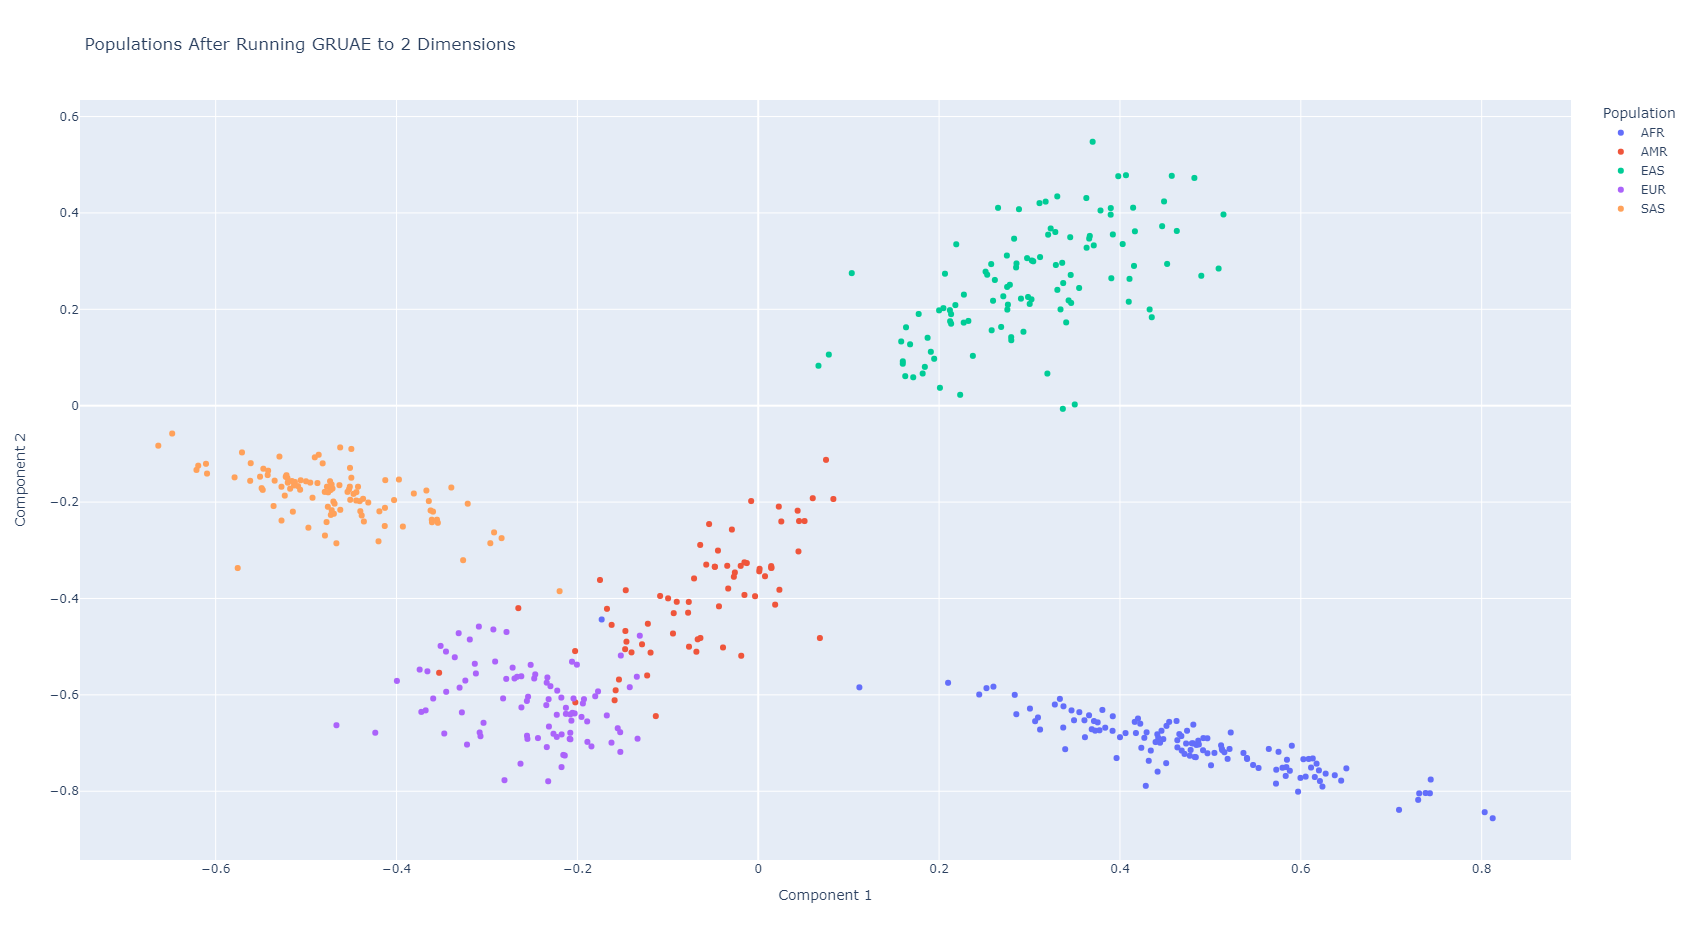 Populations After Running GRUAE to 2 Dimensions
Population
AFR
AMR
EAS
EUR
SAS
0.6
0.4
0.2
0
−0.2
−0.4
−0.6
−0.8
Component 2
−0.6
−0.4
−0.2
0
0.2
0.4
0.6
0.8
Component 1